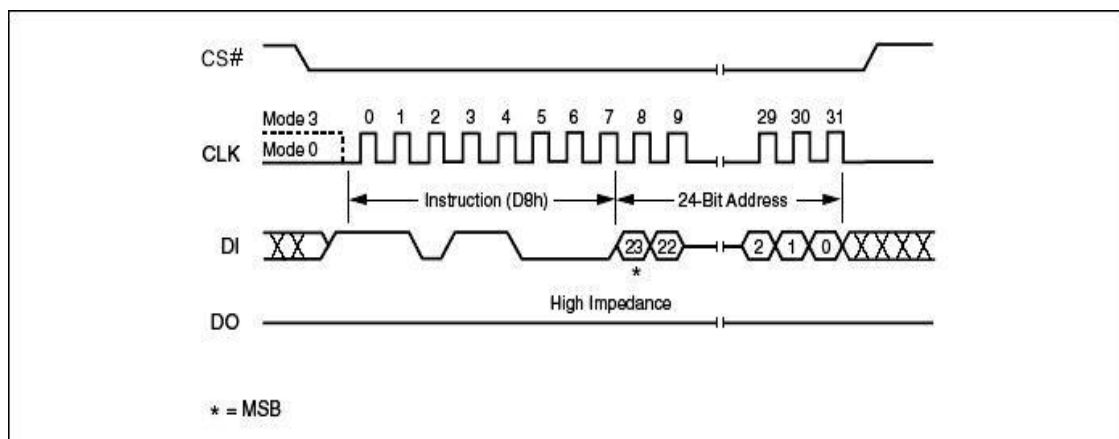 CS#
Mode 3
0 1 2 3 4 5 6 7 8 9 29 30 31
Mode 0
CLK
Instruction (D8h) 24-Bit Address
DI 23 22 2 1 0
*
High Impedance
DO
* = MSB